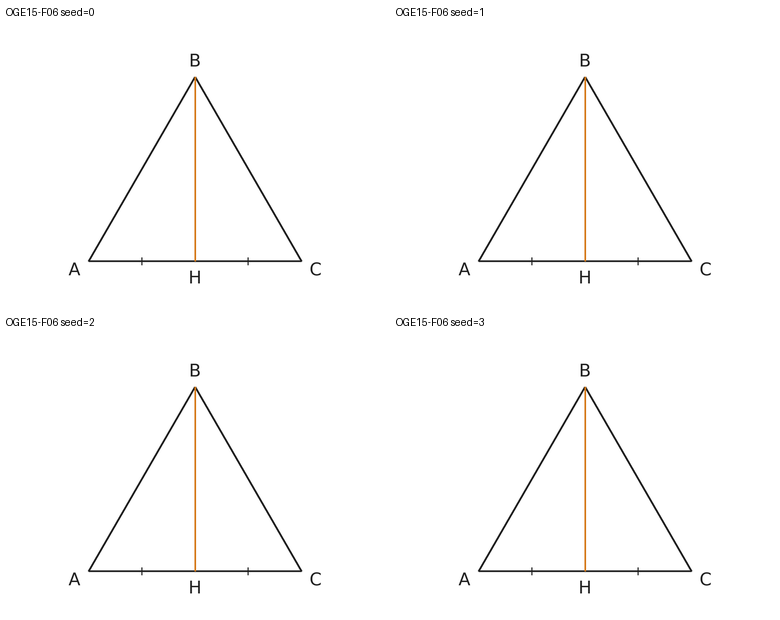 OGE15-F06 seed=0
B
A
H
C
OGE15-F06 seed=1
B
A
H
C
OGE15-F06 seed=2
B
A
H
C
OGE15-F06 seed=3
B
A
H
C